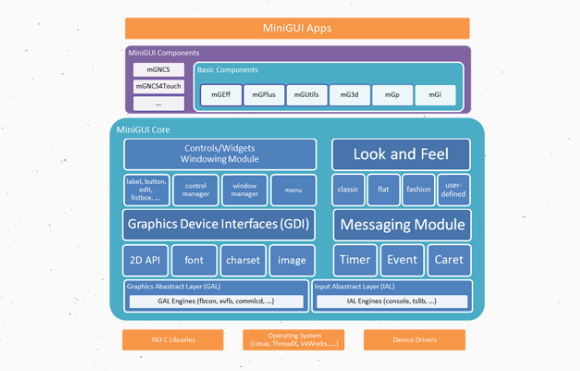 MiniGUI Apps
MiniGUI Components
mGNCS
mGNCS4Touch
...
Basic Components
mGEff
mGPlus
mGUtils
mG3d
mGp
mGi
MiniGUI Core
Controls/Widgets
Windowing Module
Look and Feel
label, button,
edit,
listbox, ...
control
manager
window
manager
menu
classic
flat
fashion
user-
defined
Graphics Device Interfaces (GDI)
Messaging Module
2D API
font
charset
image
Timer
Event
Caret
Graphics Abastract Layer (GAL)
GAL Engines (fbcon, xvfb, commlcd, ...)
Input Abastract Layer (IAL)
IAL Engines (console, tslib, ...)
ISO C Libraries
Operating System
(Linux, ThreadX, VxWorks, ...)
Device Drivers